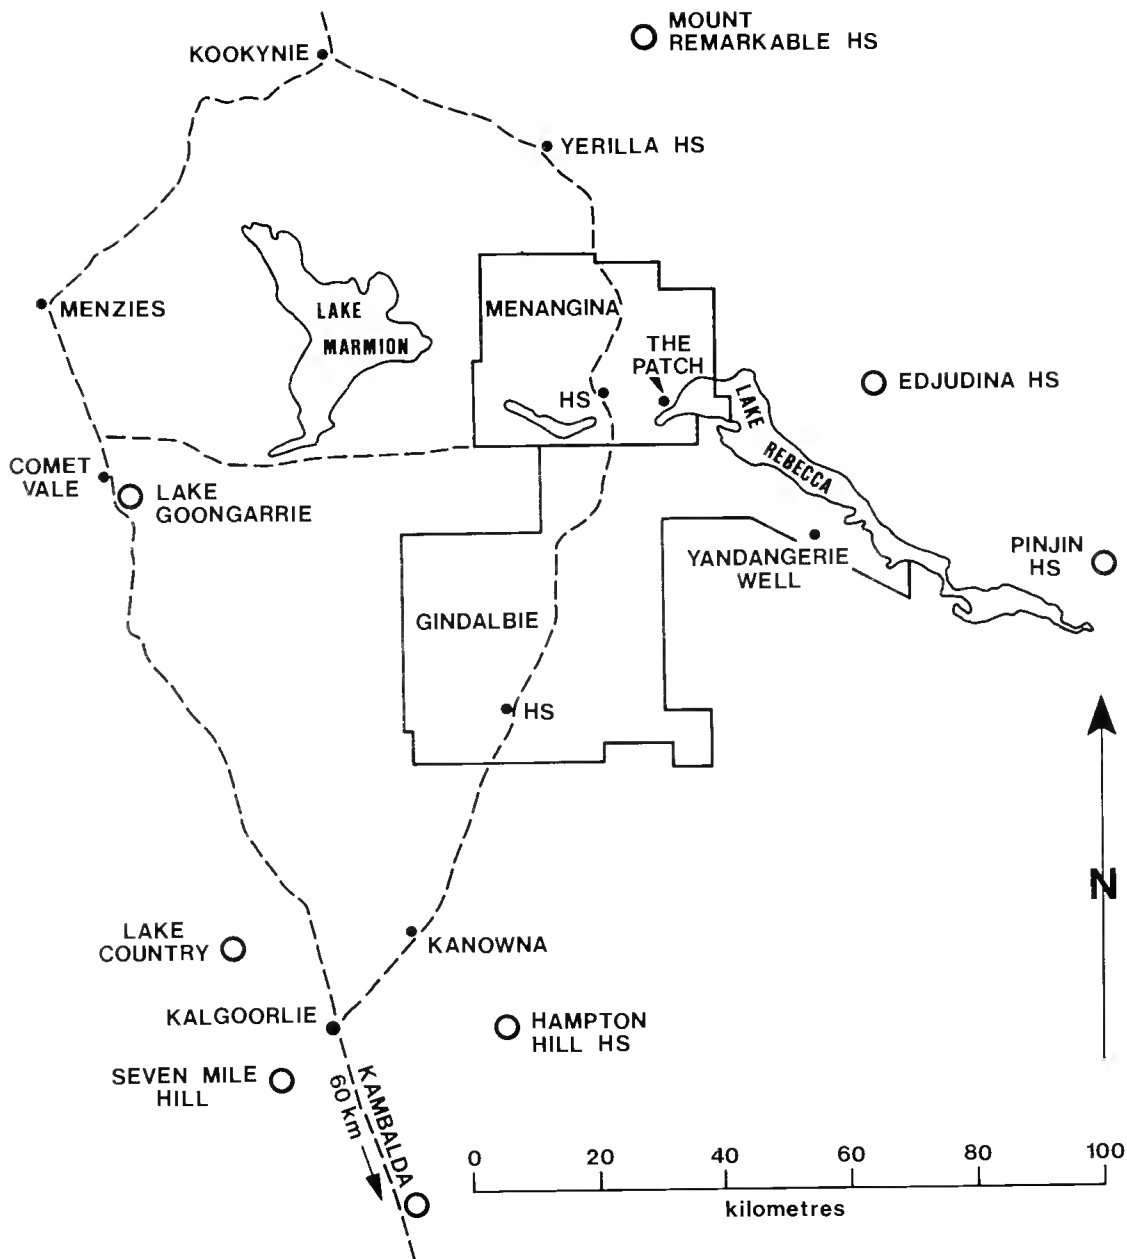 MOUNT
REMARKABLE HS
KOOKYNIE
YERILLA HS
MENZIES
LAKE
MARMION
MENANGINA
THE
PATCH
HS
EDJUDINA HS
LAKE
REBECCA
COMET
VALE
LAKE
GOONGARRIE
YANDANGERIE
WELL
PINJIN
HS
GINDALBIE
HS
N
LAKE
COUNTRY
KANOWNA
KALGOORLIE
HAMPTON
HILL HS
SEVEN MILE
HILL
KAMBALDA
60 km
0 20 40 60 80 100
kilometres